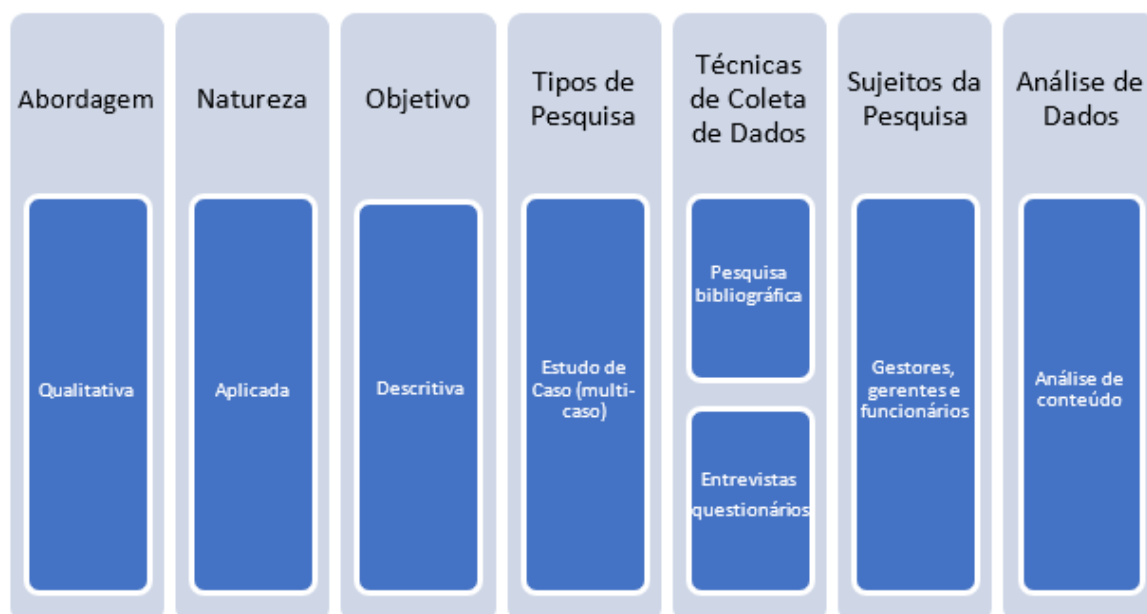 Abordagem
Qualitativa
Natureza
Aplicada
Objetivo
Descritiva
Tipos de
Pesquisa
Estudo de
Caso (multi-
caso)
Técnicas
de Coleta
de Dados
Pesquisa
bibliográfica
Entrevistas
questionários
Sujeitos da
Pesquisa
Gestores,
gerentes e
funcionários
Análise de
Dados
Análise de
conteúdo